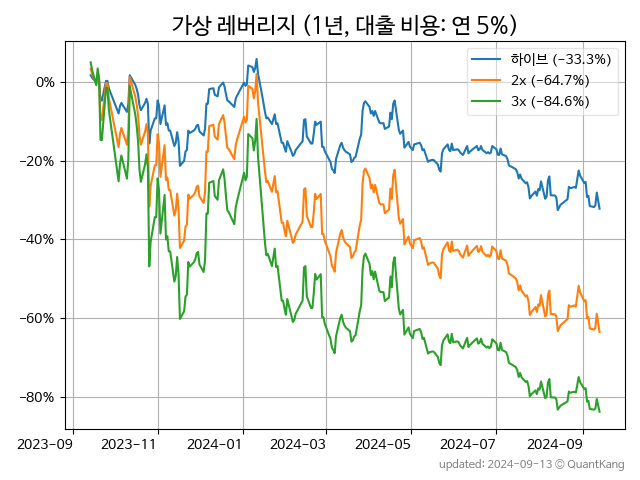 가상 레버리지 (1년, 대출 비용: 연 5%)
하이브 (−33.3%)
2x (−64.7%)
3x (−84.6%)
0%
−20%
−40%
−60%
−80%
2023-09 2023-11 2024-01 2024-03 2024-05 2024-07 2024-09
updated: 2024-09-13 © QuantKang